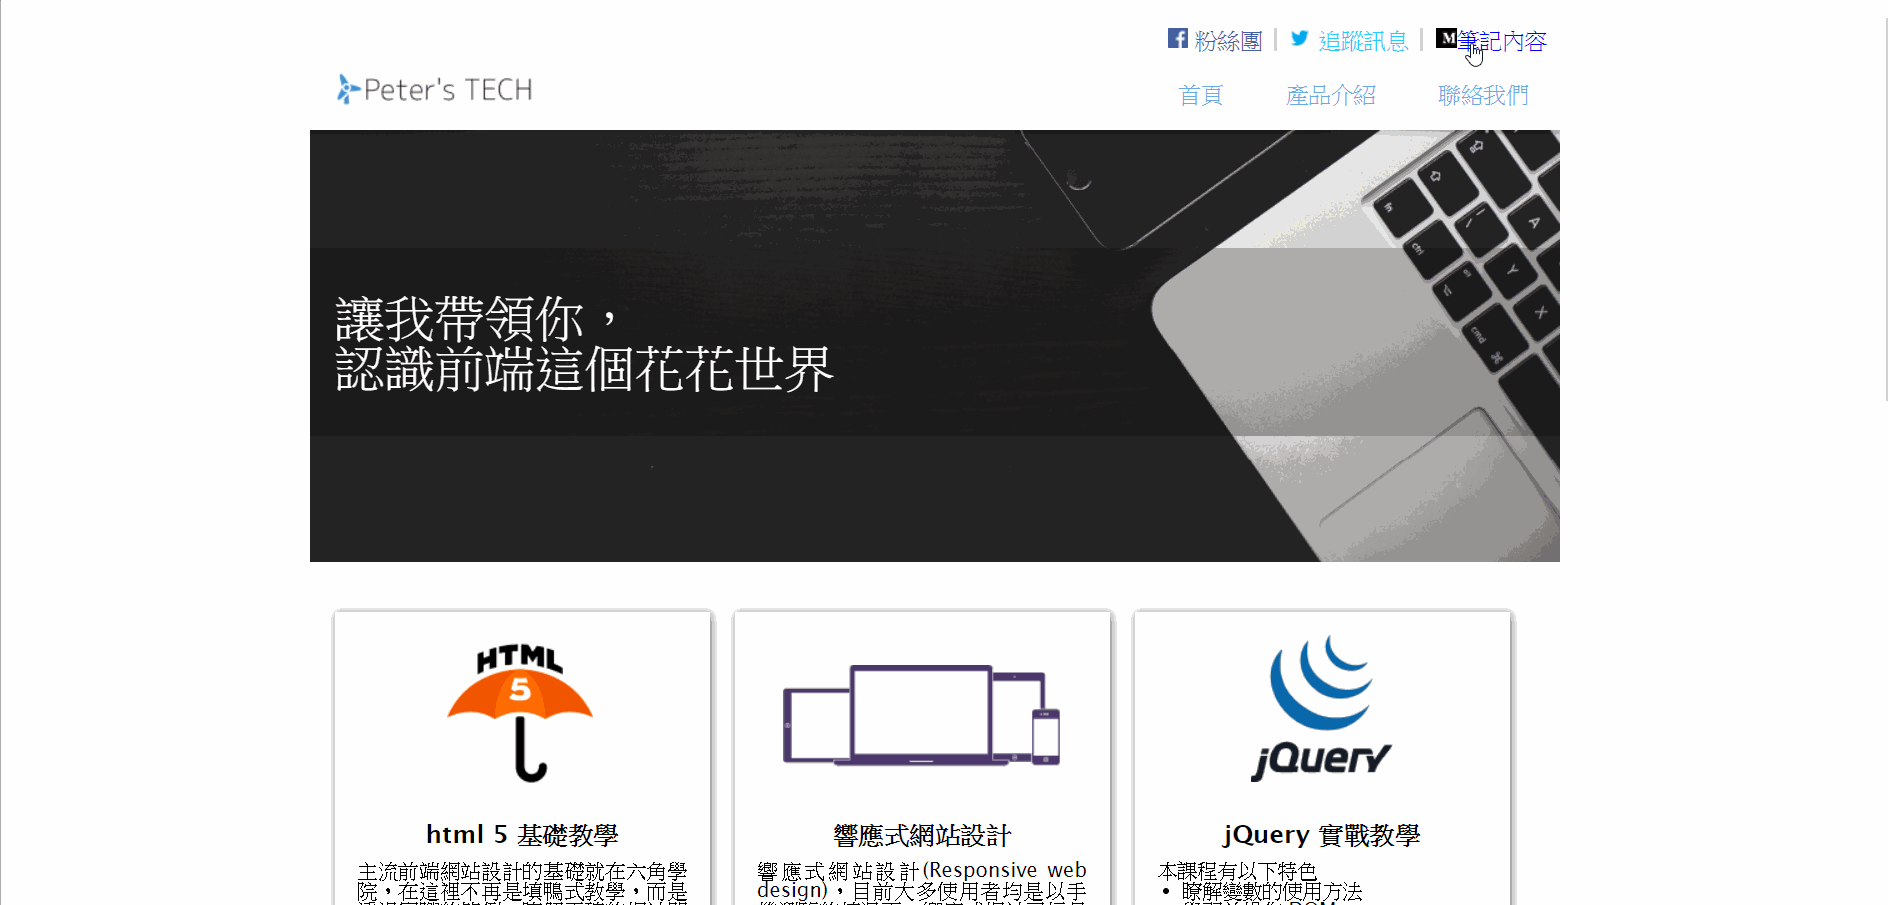 粉絲團
追蹤訊息
M筆記內容
Peter's TECH
首頁
產品介紹
聯絡我們
讓我帶領你，
認識前端這個花花世界
fn
ctrl
alt
cmd
A
Y
X
HTML
5
jQuery
html 5 基礎教學
主流前端網站設計的基礎就在六角學
院，在這裡不再是填鴨式教學，而是
響應式網站設計
響應式網站設計(Responsive web
design)，目前大多使用者均是以手
jQuery 實戰教學
本課程有以下特色
• 瞭解變數的使用方法